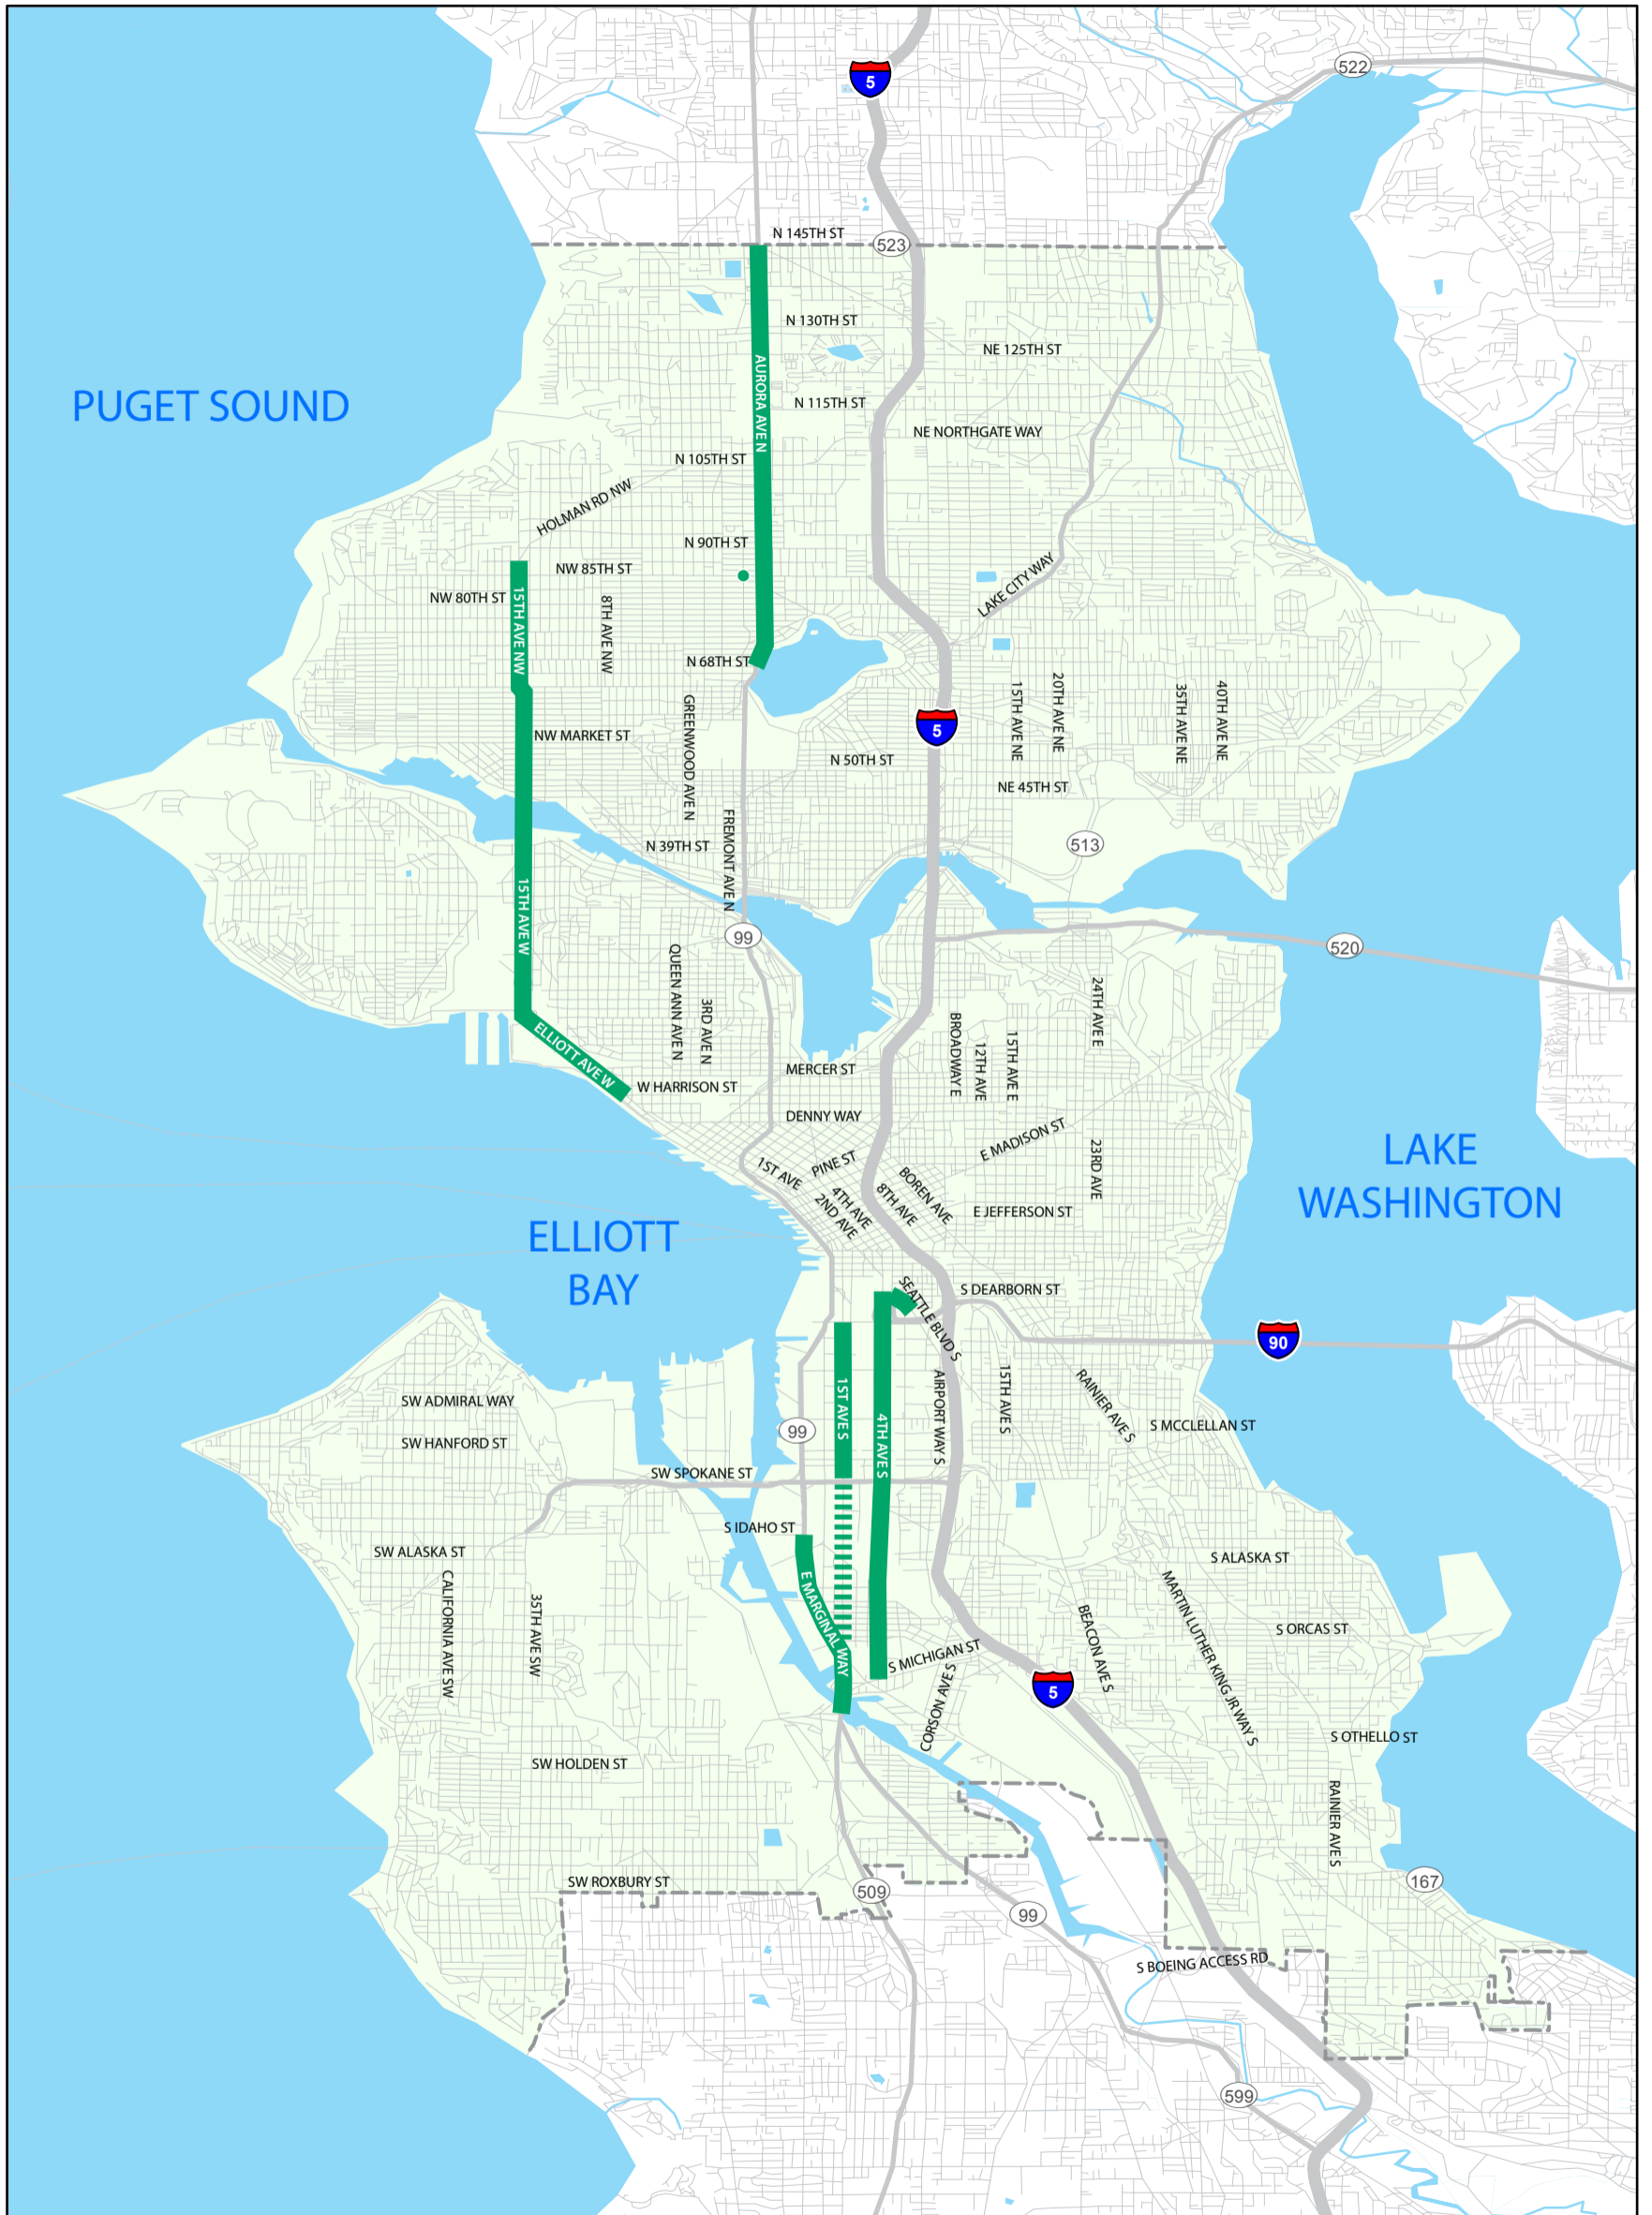 5
522
N 145TH ST
523
N 130TH ST
NE 125TH ST
AURORA AVE N
PUGET SOUND
N 115TH ST
NE NORTHGATE WAY
N 105TH ST
HOLMAN RD NW
N 90TH ST
NW 85TH ST
LAKE CITY WAY
NW 80TH ST
15TH AVE NW
8TH AVE NW
N 68TH ST
GREENWOOD AVE N
15TH AVE NE
20TH AVE NE
35TH AVE NE
40TH AVE NE
5
NW MARKET ST
N 50TH ST
NE 45TH ST
FREMONT AVE N
N 39TH ST
513
15TH AVE W
99
520
QUEEN ANN AVE N
3RD AVE N
24TH AVE E
BROADWAY E
12TH AVE
15TH AVE E
ELLIOTT AVE W
MERCER ST
W HARRISON ST
DENNY WAY
E MADISON ST
23RD AVE
LAKE
WASHINGTON
1ST AVE
PINE ST
4TH AVE
2ND AVE
8TH AVE
BOREN AVE
E JEFFERSON ST
ELLIOTT
BAY
SEATTLE BLVD S
S DEARBORN ST
90
1ST AVE S
4TH AVE S
AIRPORT WAY S
15TH AVE S
RAINIER AVE S
SW ADMIRAL WAY
99
S MCCLELLAN ST
SW HANFORD ST
SW SPOKANE ST
S IDAHO ST
SW ALASKA ST
S ALASKA ST
E MARGINAL WAY
CALIFORNIA AVE SW
35TH AVE SW
MARTIN LUTHER KING JR WAY S
BEACON AVE S
S ORCAS ST
S MICHIGAN ST
CORSON AVE S
5
S OTHELLO ST
SW HOLDEN ST
RAINIER AVE S
SW ROXBURY ST
509
167
99
S BOEING ACCESS RD
599